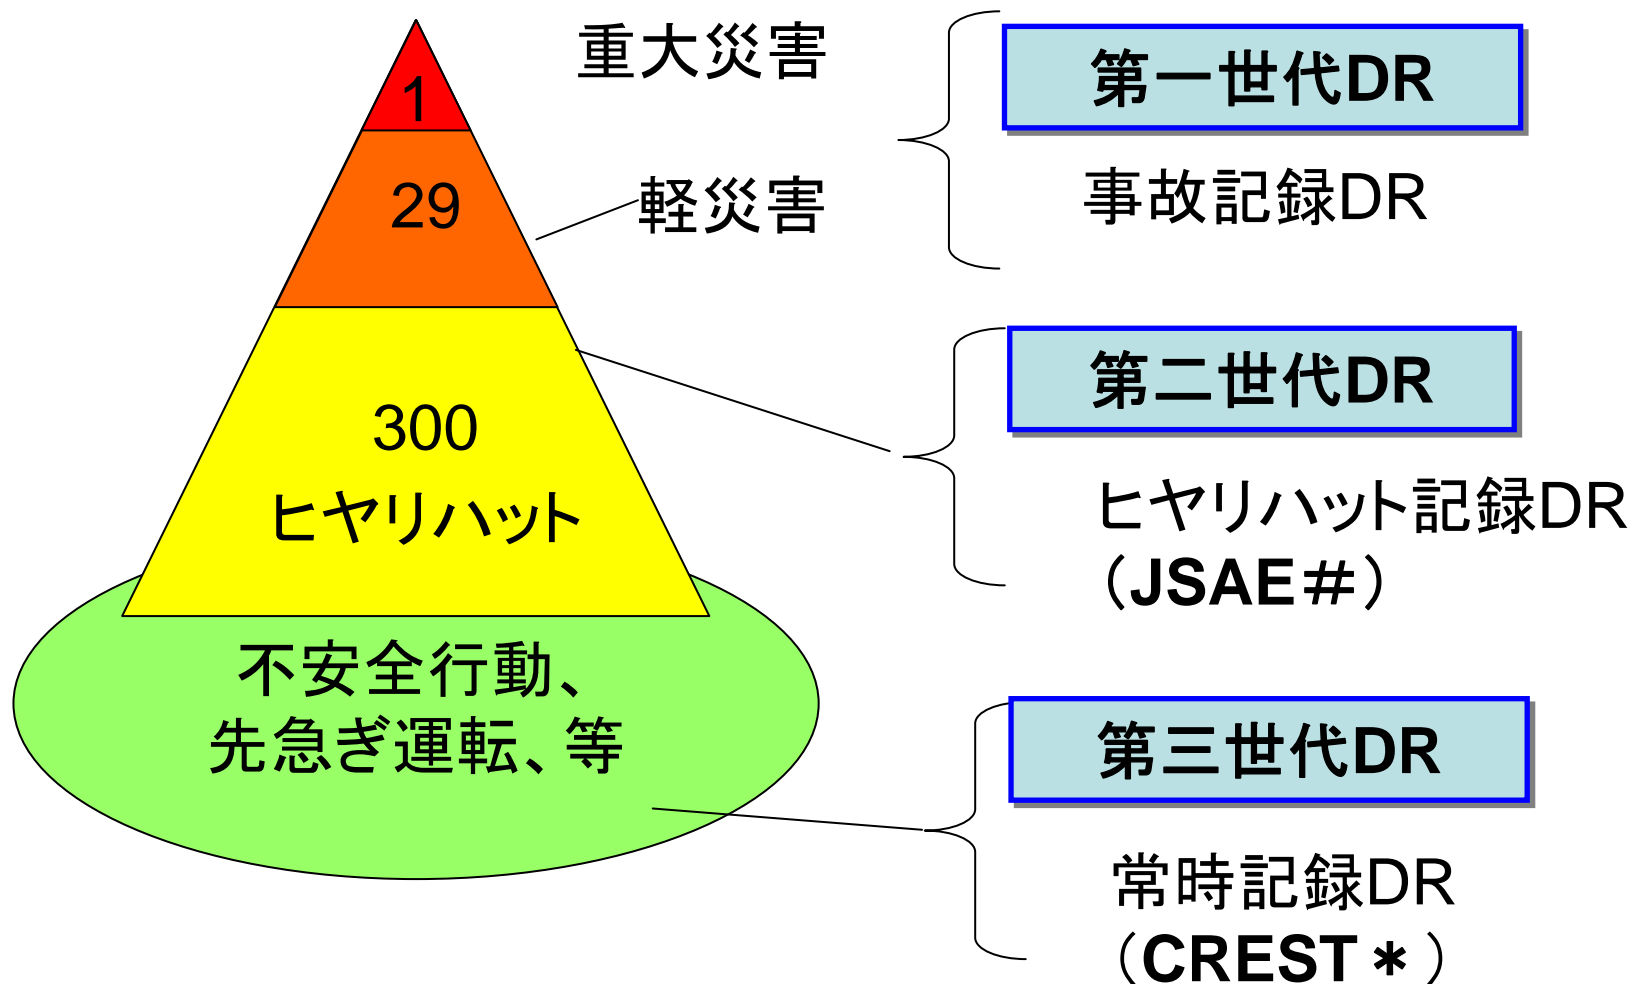 1
29
300
ヒヤリハット
不安全行動、
先急ぎ運転、等
重大災害
軽災害
第一世代DR
事故記録DR
第二世代DR
ヒヤリハット記録DR
（JSAE＃）
第三世代DR
常時記録DR
（CREST＊）